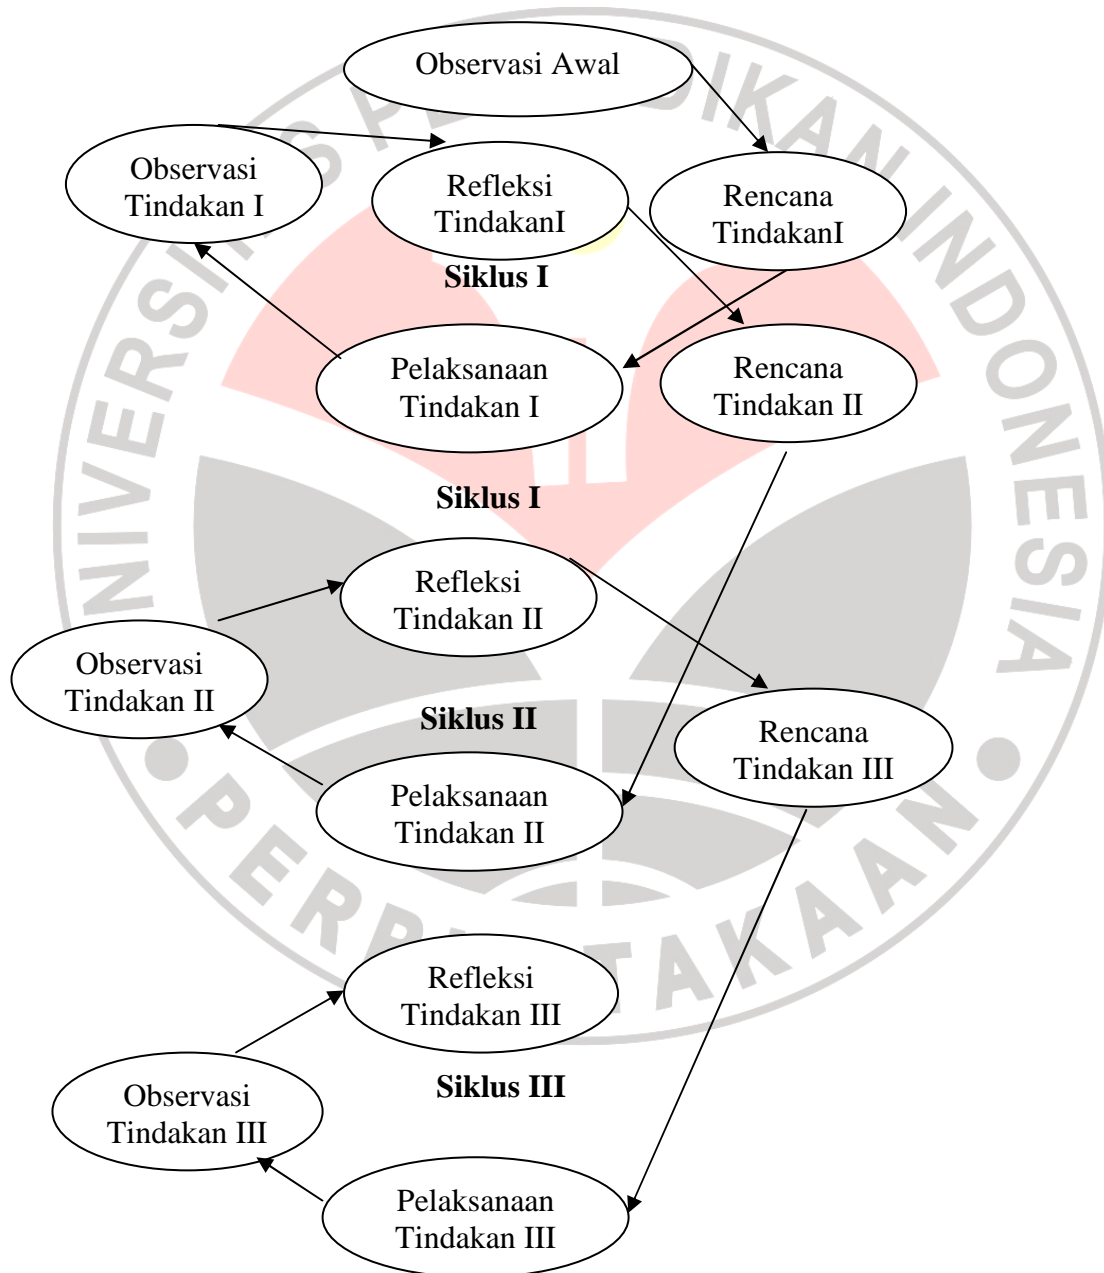 Observasi Awal
Observasi
Tindakan I
Refleksi
TindakanI
Rencana
TindakanI
Siklus I
Pelaksanaan
Tindakan I
Rencana
Tindakan II
Siklus I
Refleksi
Tindakan II
Observasi
Tindakan II
Siklus II
Rencana
Tindakan III
Pelaksanaan
Tindakan II
Refleksi
Tindakan III
Siklus III
Observasi
Tindakan III
Pelaksanaan
Tindakan III